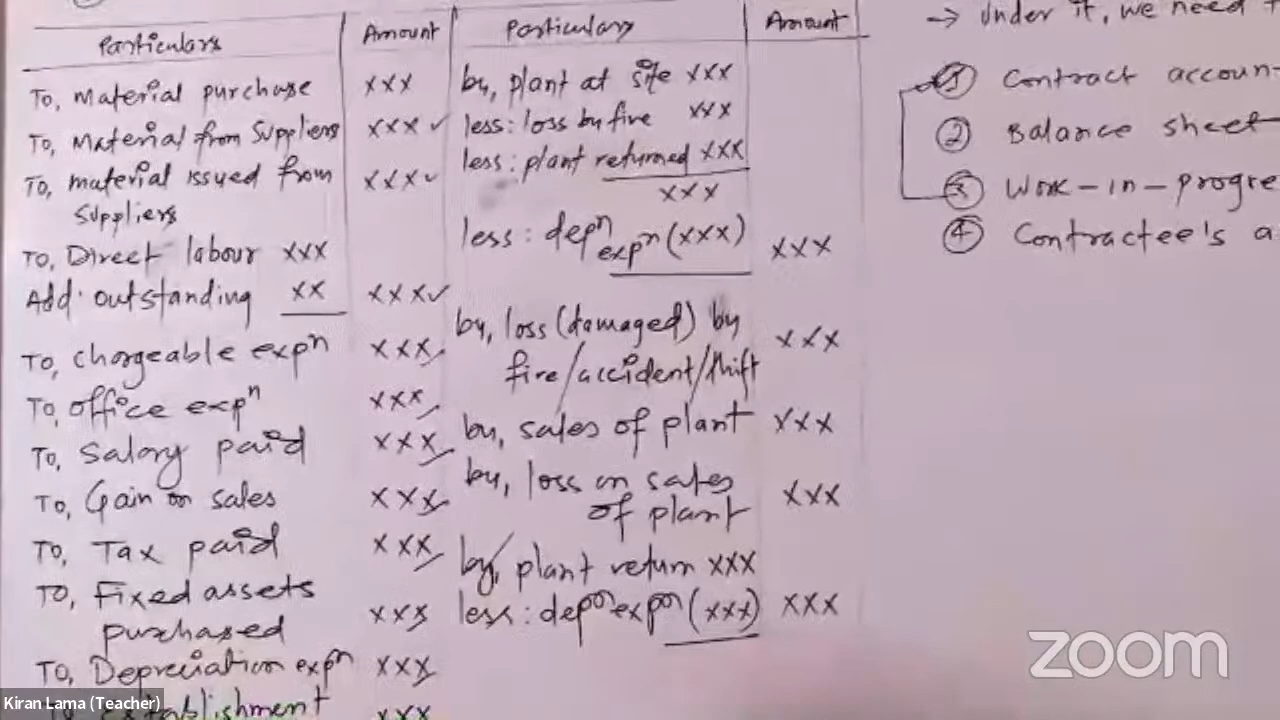 Particulars Amount Particulars Amount
To, Material purchase xxx
To, Material from Suppliers xxx
To, material issued from xxx
Suppliers
To, Direct labour xxx
Add: outstanding xx xxx
To, Chargeable expn xxx
To, office expn xxx
To, Salary paid xxx
To, Gain on sales xxx
To, Tax paid xxx
To, Fixed assets
purchased xxx
To, Depreciation expn xxx
establishment xxx
by, plant at site xxx
less: loss by fire xxx
less: plant returned xxx
xxx
less: depn expn (xxx) xxx
by, loss (damaged) by
fire/accident/thift xxx
by, sales of plant xxx
by, loss on sales
of plant xxx
by, plant return xxx
less: depn expn (xxx) xxx
→ Under it, we need
① Contract accoun
② Balance sheet
③ Work-in-progre
④ Contractee's a
zoom
Kiran Lama (Teacher)